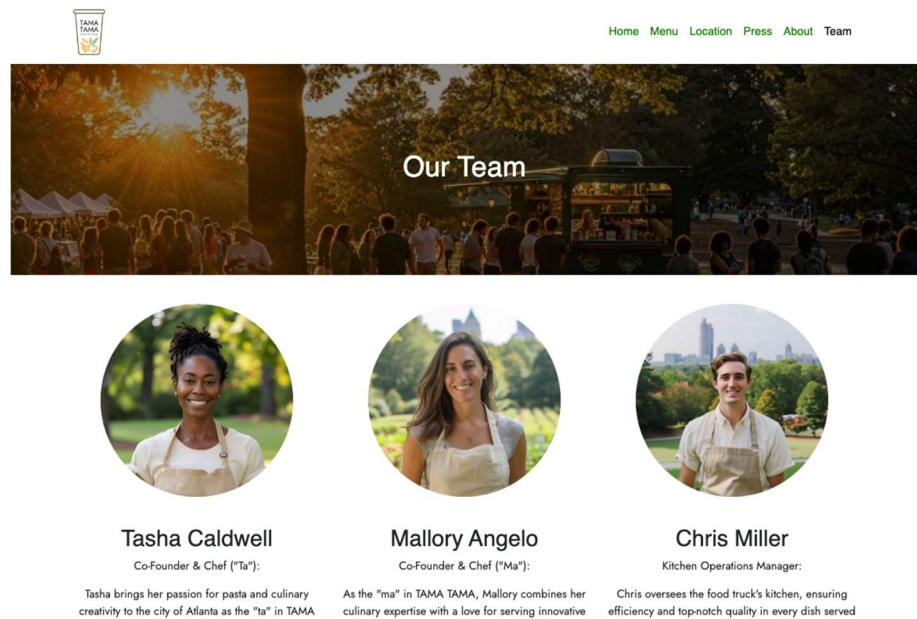 TAMA
TAMA
Home Menu Location Press About Team
Our Team
Tasha Caldwell
Co-Founder & Chef ("Ta"):
Tasha brings her passion for pasta and culinary
creativity to the city of Atlanta as the "ta" in TAMA
Mallory Angelo
Co-Founder & Chef ("Ma"):
As the "ma" in TAMA TAMA, Mallory combines her
culinary expertise with a love for serving innovative
Chris Miller
Kitchen Operations Manager:
Chris oversees the food truck's kitchen, ensuring
efficiency and top-notch quality in every dish served